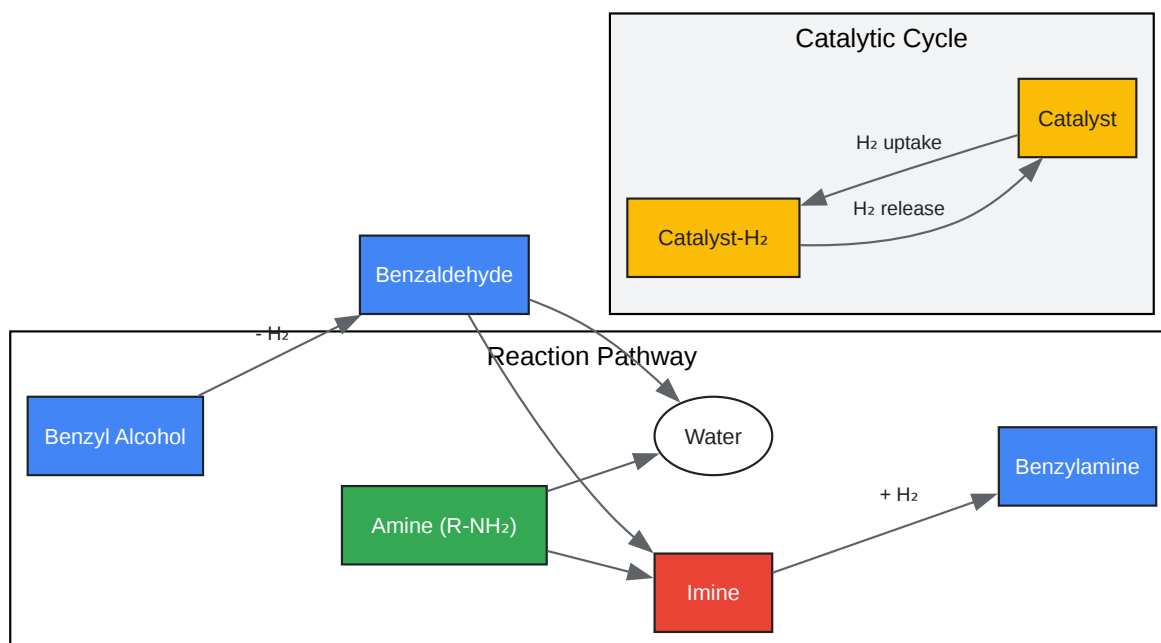 Catalytic Cycle
Catalyst
H₂ uptake
H₂ release
Catalyst-H₂
Benzaldehyde
- H₂
Reaction Pathway
Benzyl Alcohol
Water
Benzylamine
+ H₂
Amine (R-NH₂)
Imine